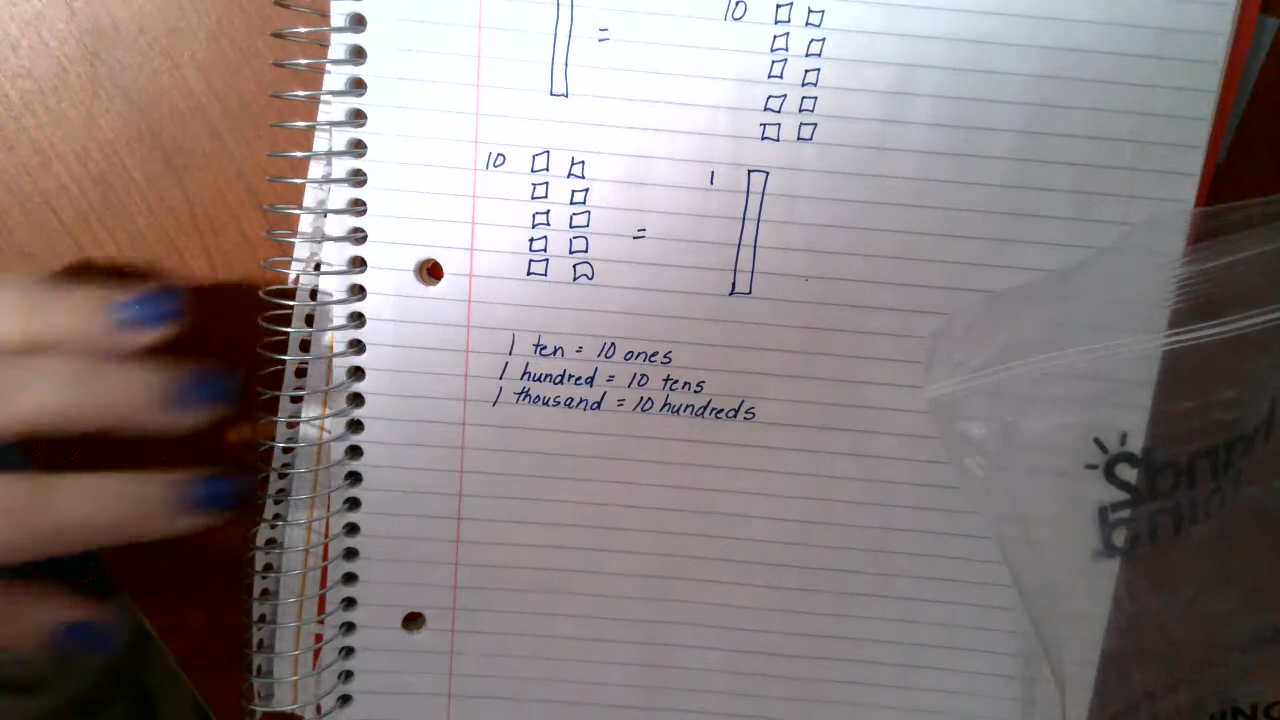 = 10
10 = 1
1 ten = 10 ones
1 hundred = 10 tens
1 thousand = 10 hundreds